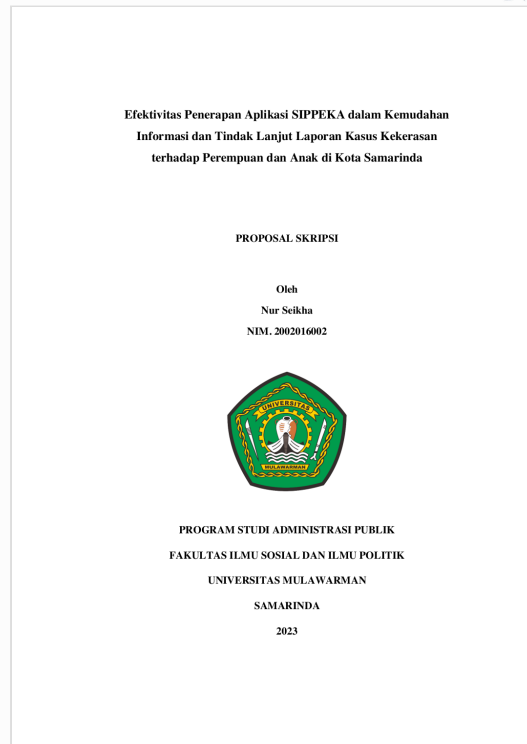 Efektivitas Penerapan Aplikasi SIPPEKA dalam Kemudahan
Informasi dan Tindak Lanjut Laporan Kasus Kekerasan
terhadap Perempuan dan Anak di Kota Samarinda
PROPOSAL SKRIPSI
Oleh
Nur Seikha
NIM. 2002016002
UNIVERSITAS
MULAWARMAN
PROGRAM STUDI ADMINISTRASI PUBLIK
FAKULTAS ILMU SOSIAL DAN ILMU POLITIK
UNIVERSITAS MULAWARMAN
SAMARINDA
2023